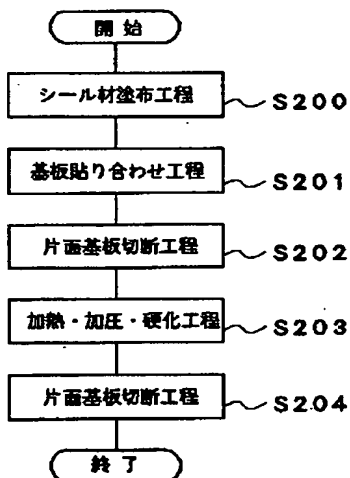 開始
シール材塗布工程 S200
基板貼り合わせ工程 S201
片面基板切断工程 S202
加熱・加圧・硬化工程 S203
片面基板切断工程 S204
終了